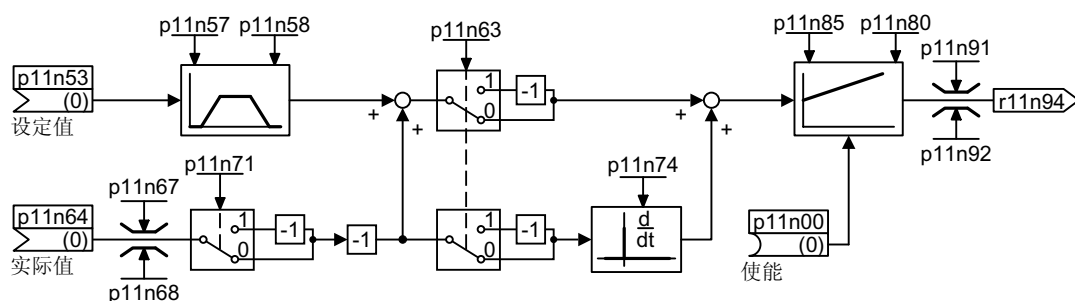 p11n57 p11n58
p11n63
p11n85 p11n80
p11n91
p11n53
(0)
设定值
1
0
-1
+
+
+
+
r11n94
p11n92
p11n67
p11n71
p11n74
p11n64
(0)
实际值
p11n68
1
0
-1
-1
1
0
-1
d
dt
p11n00
(0)
使能